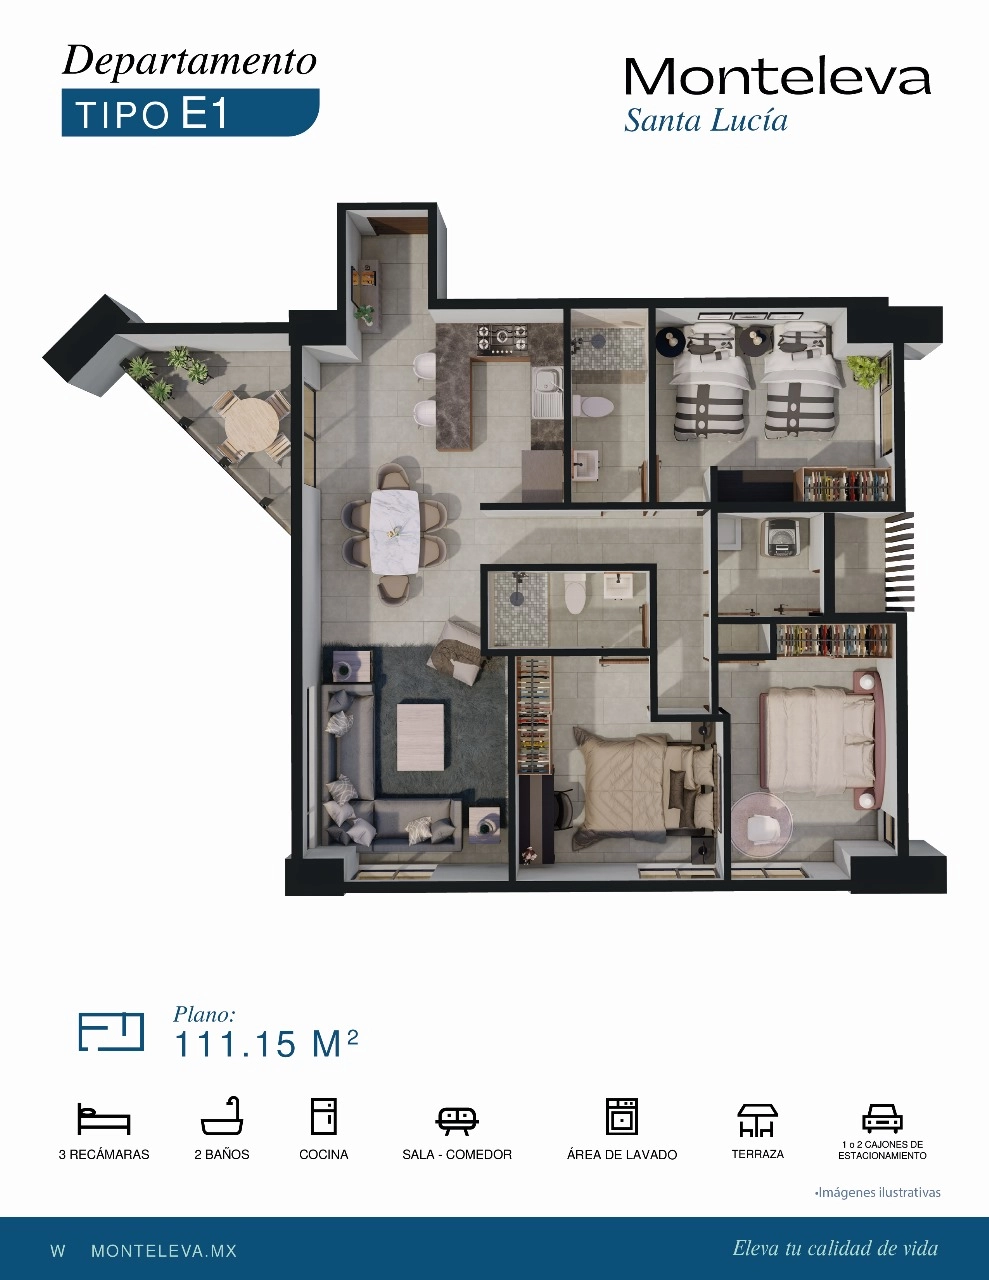 Departamento
TIPO E1
Monteleva
Santa Lucía
Plano:
111.15 M²
3 RECÁMARAS
2 BAÑOS
COCINA
SALA - COMEDOR
ÁREA DE LAVADO
TERRAZA
1 o 2 CAJONES DE
ESTACIONAMIENTO
•Imágenes ilustrativas
W MONTELEVA.MX
Eleva tu calidad de vida